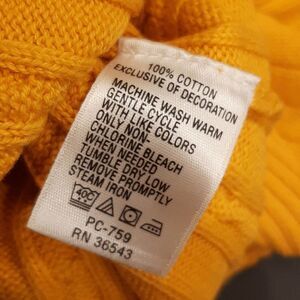 100% COTTON
EXCLUSIVE OF DECORATION
MACHINE WASH WARM
GENTLE CYCLE
WITH LIKE COLORS
ONLY NON-
CHLORINE BLEACH
WHEN NEEDED
TUMBLE DRY LOW
REMOVE PROMPTLY
STEAM IRON
40C
PC-759
RN 36543